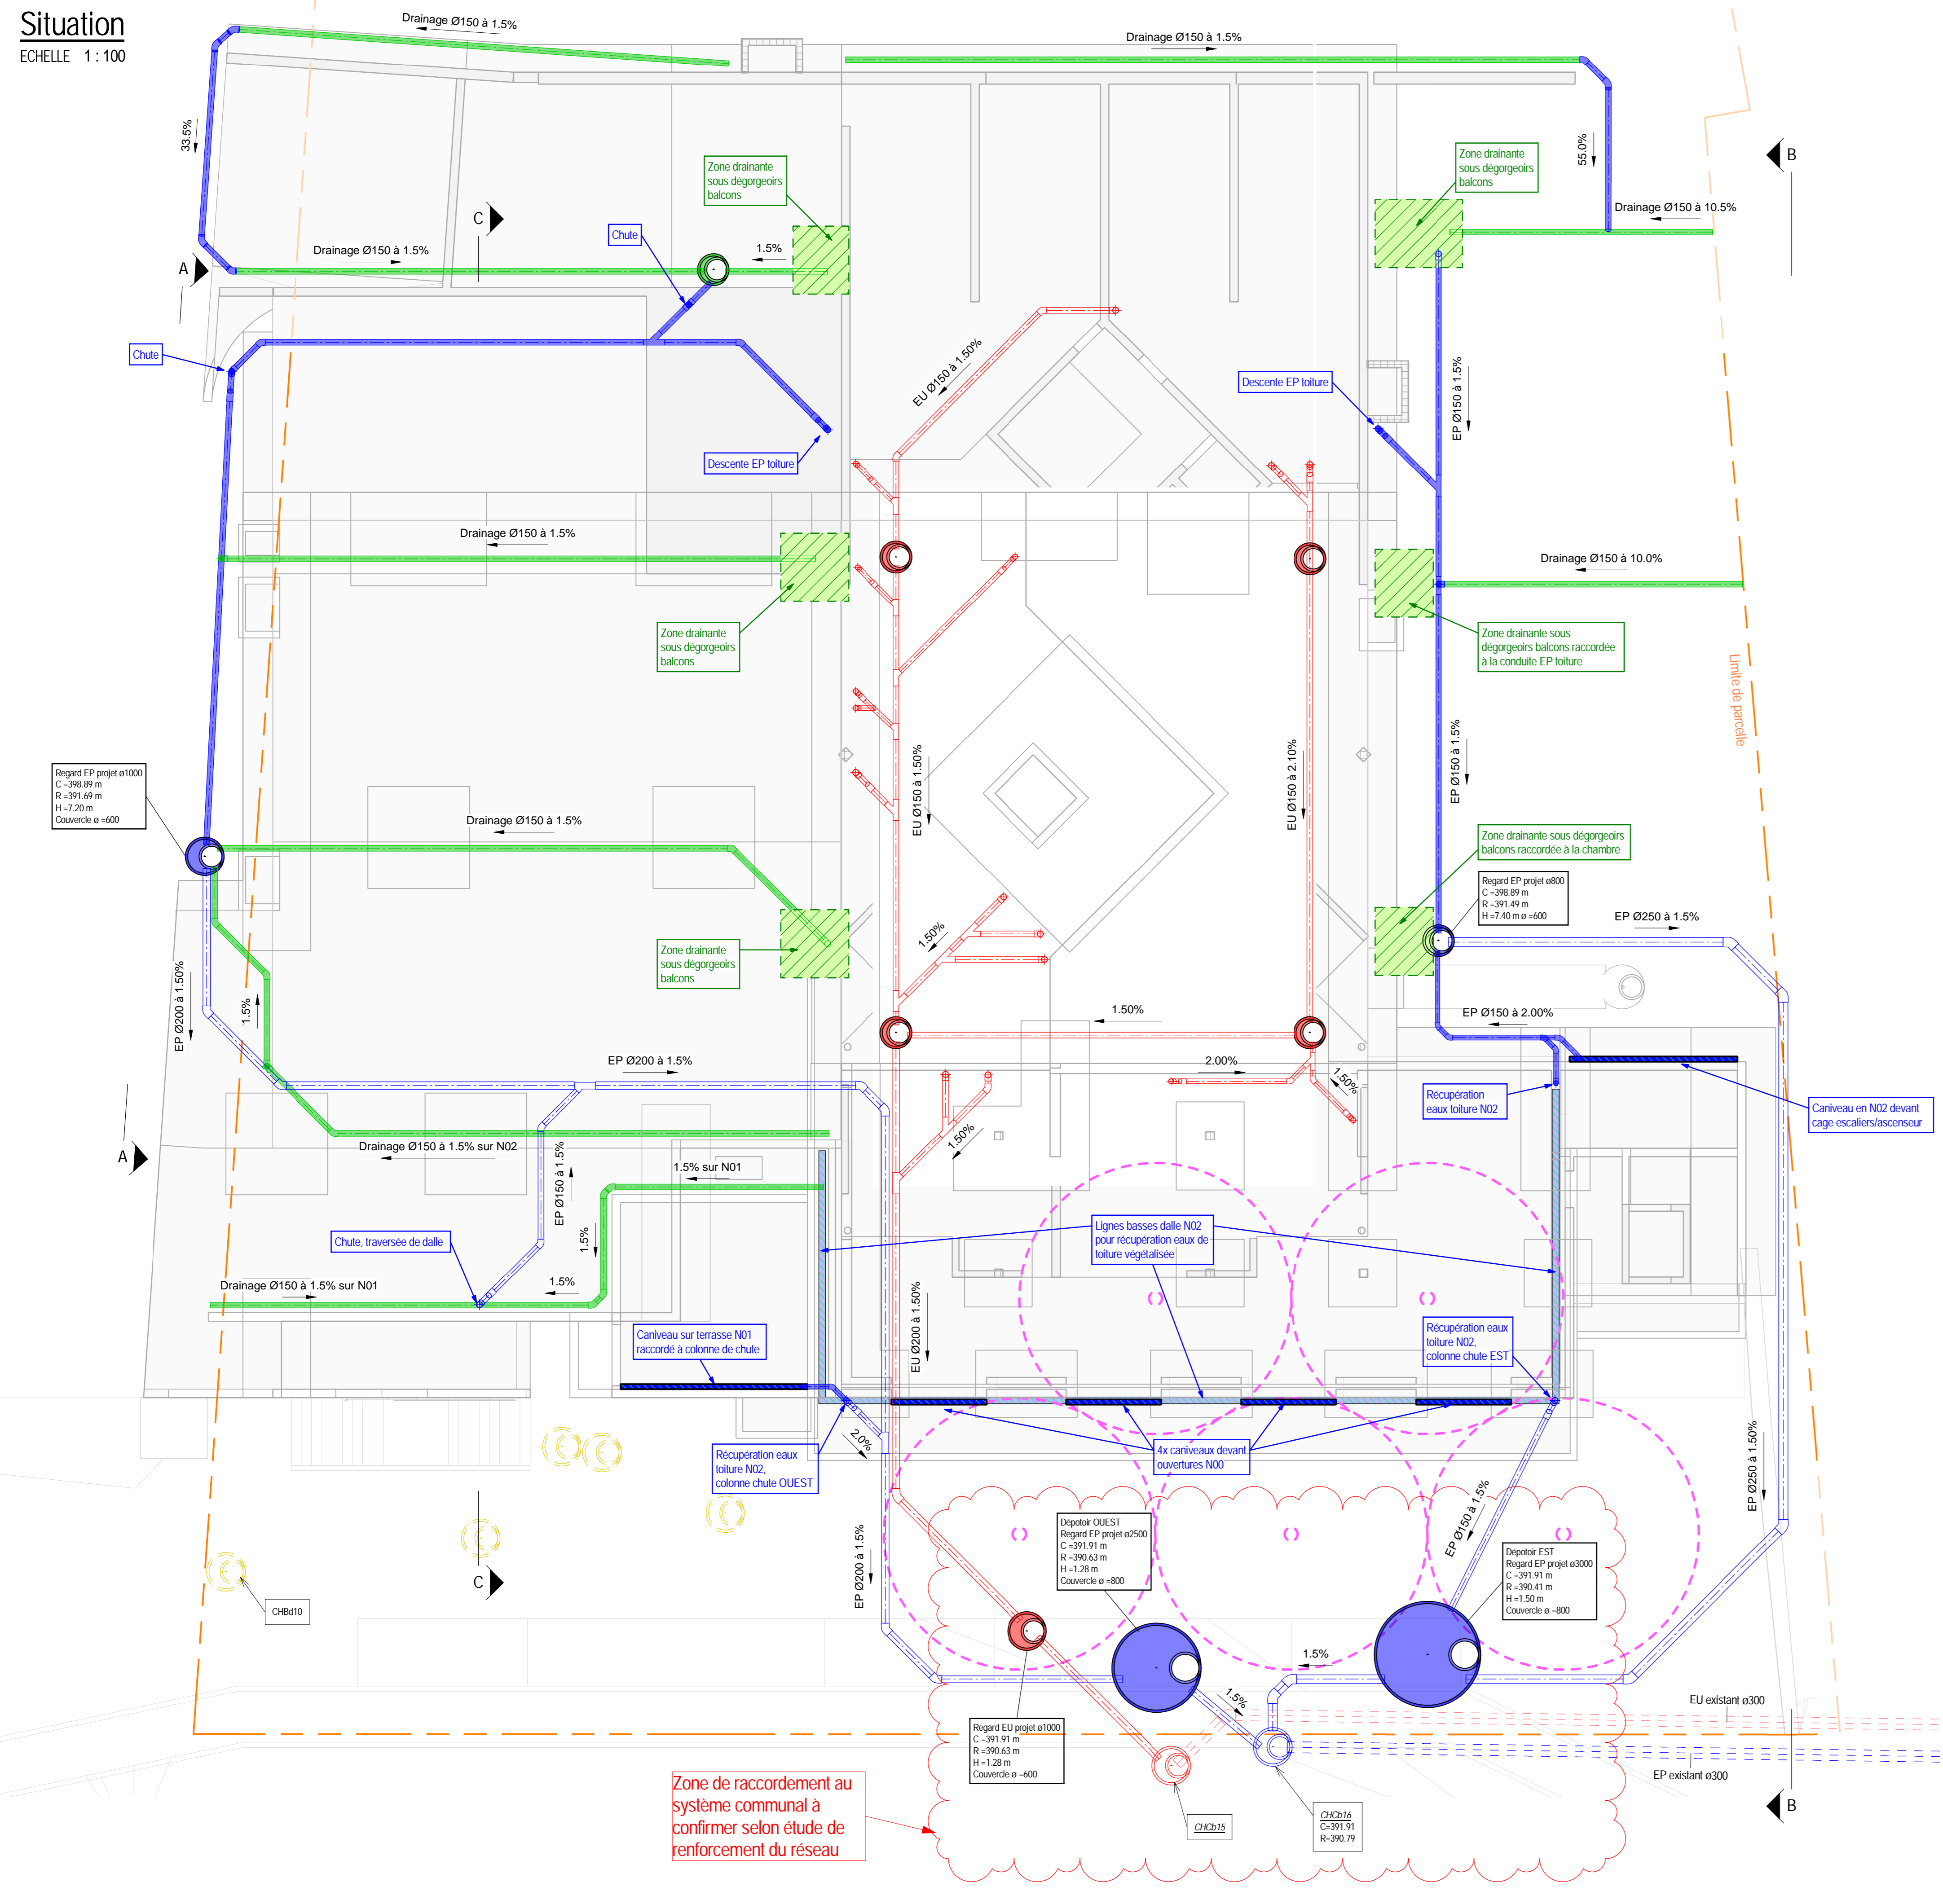 Situation
ECHELLE 1 : 100
Drainage Ø150 à 1.5%
Drainage Ø150 à 1.5%
33.5%
55.0%
B
Zone drainante
sous dégorgeoirs
balcons
Zone drainante
sous dégorgeoirs
balcons
Drainage Ø150 à 10.5%
C
Chute
Drainage Ø150 à 1.5%
1.5%
A
Chute
EU Ø150 à 1.50%
Descente EP toiture
EP Ø150 à 1.5%
Descente EP toiture
Drainage Ø150 à 1.5%
Drainage Ø150 à 10.0%
Zone drainante
sous dégorgeoirs
balcons
Zone drainante sous
dégorgeoirs balcons raccordée
à la conduite EP toiture
Limite de parcelle
EU Ø150 à 1.50%
EU Ø150 à 2.10%
EP Ø150 à 1.5%
Regard EP projet ø1000
C =398.89 m
R =391.69 m
H =7.20 m
Couvercle ø =600
Drainage Ø150 à 1.5%
Zone drainante sous dégorgeoirs
balcons raccordée à la chambre
Regard EP projet ø800
C =398.89 m
R =391.49 m
H =7.40 m ø =600
EP Ø250 à 1.5%
Zone drainante
sous dégorgeoirs
balcons
1.50%
EP Ø200 à 1.50%
1.5%
1.50%
EP Ø150 à 2.00%
EP Ø200 à 1.5%
2.00%
1.50%
Récupération
eaux toiture N02
Caniveau en N02 devant
cage escaliers/ascenseur
A
Drainage Ø150 à 1.5% sur N02
1.50%
1.5% sur N01
EP Ø150 à 1.5%
Lignes basses dalle N02
pour récupération eaux de
toiture végétalisée
Chute, traversée de dalle
1.5%
Drainage Ø150 à 1.5% sur N01
1.5%
EU Ø200 à 1.50%
Caniveau sur terrasse N01
raccordé à colonne de chute
Récupération eaux
toiture N02,
colonne chute EST
2.0%
Récupération eaux
toiture N02,
colonne chute OUEST
4x caniveaux devant
ouvertures N00
EP Ø250 à 1.50%
EP Ø150 à 1.5%
EP Ø200 à 1.5%
Dépotoir OUEST
Regard EP projet ø2500
C =391.91 m
R =390.63 m
H =1.28 m
Couvercle ø =800
Dépotoir EST
Regard EP projet ø3000
C =391.91 m
R =390.41 m
H =1.50 m
Couvercle ø =800
C
CHBd10
1.5%
1.5%
EU existant ø300
Regard EU projet ø1000
C =391.91 m
R =390.63 m
H =1.28 m
Couvercle ø =600
EP existant ø300
Zone de raccordement au
système communal à
confirmer selon étude de
renforcement du réseau
CHCb15
CHCb16
C=391.91
R=390.79
B